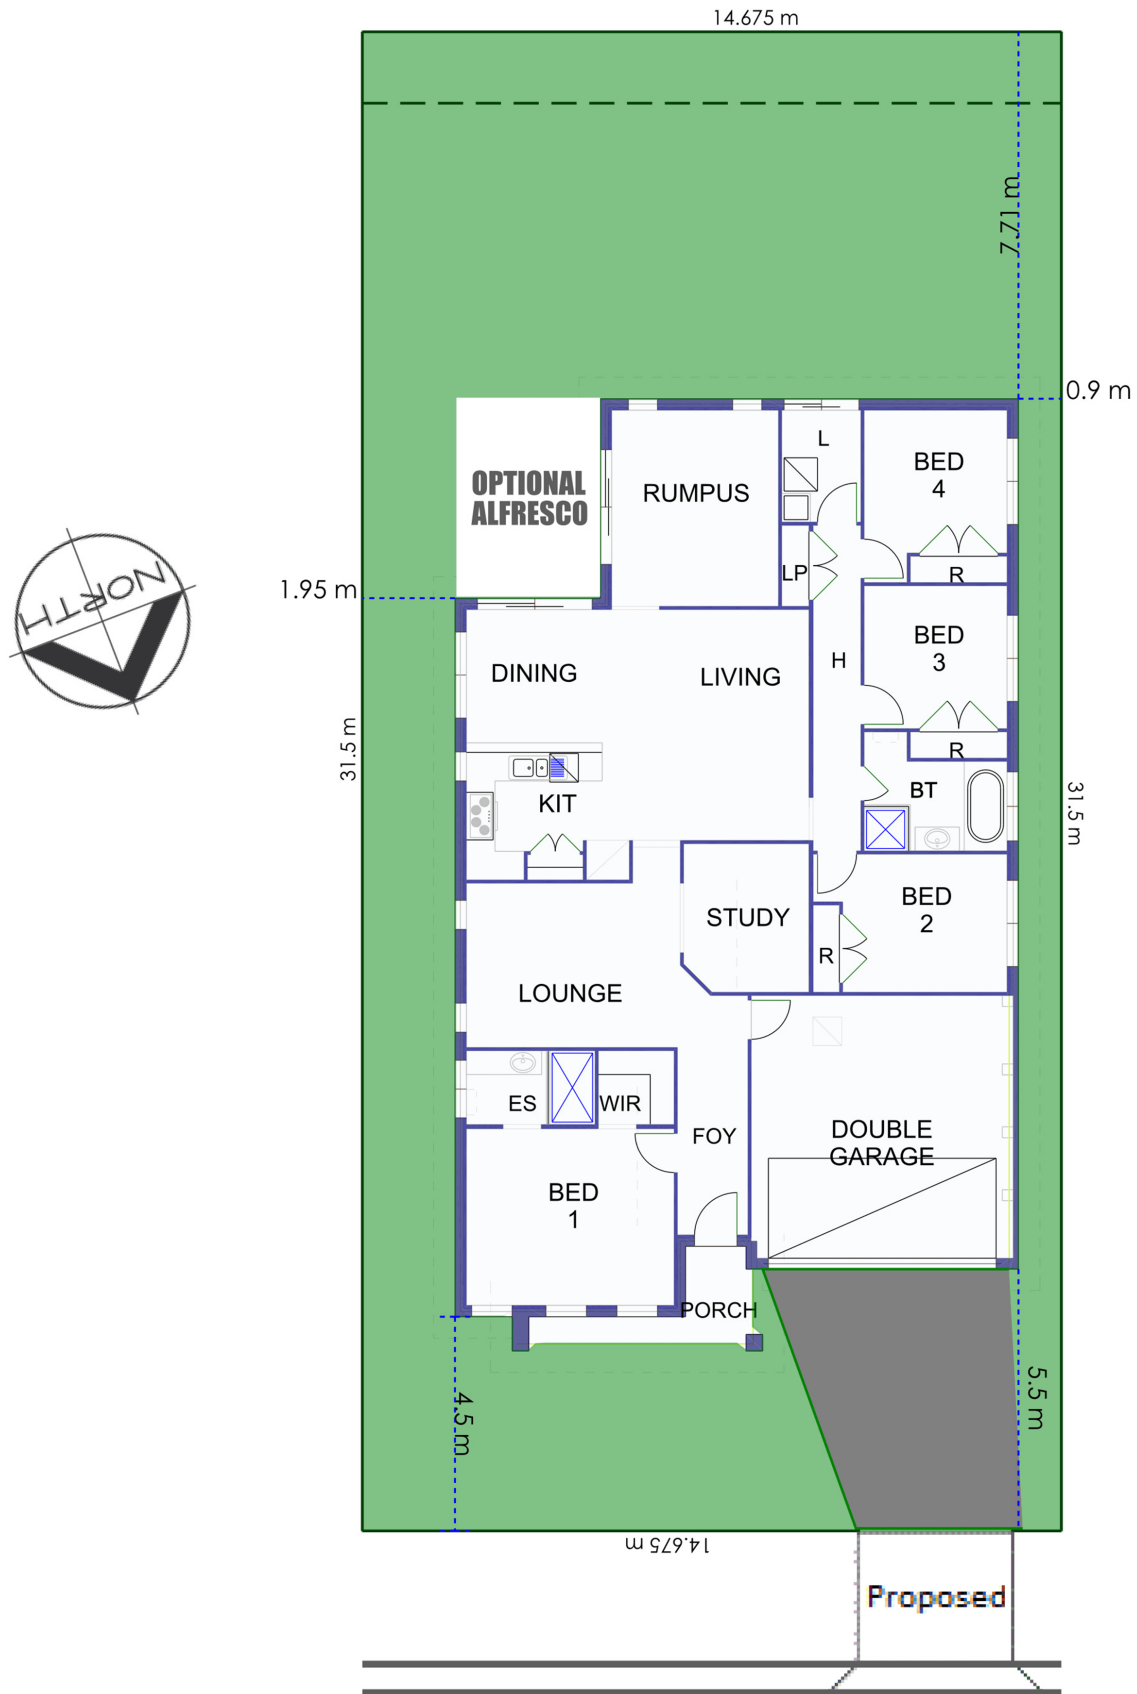 14.675 m
7.71 m
0.9 m
L
BED
4
RUMPUS
OPTIONAL
ALFRESCO
LP
R
NORTH
1.95 m
BED
3
H
DINING
LIVING
31.5 m
R
BT
KIT
31.5 m
BED
2
STUDY
R
LOUNGE
ES
WIR
FOY
DOUBLE
GARAGE
BED
1
PORCH
4.5 m
5.5 m
14.675 m
Proposed